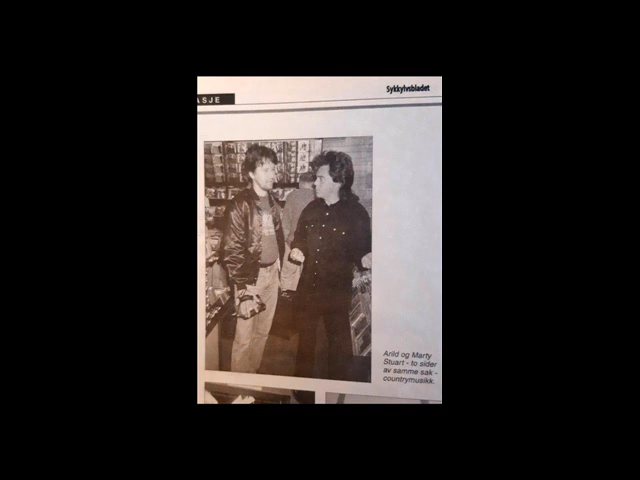 ASJE
Sykkylvsbladet
Arild og Marty
Stuart - to sider
av samme sak -
countrymusikk.